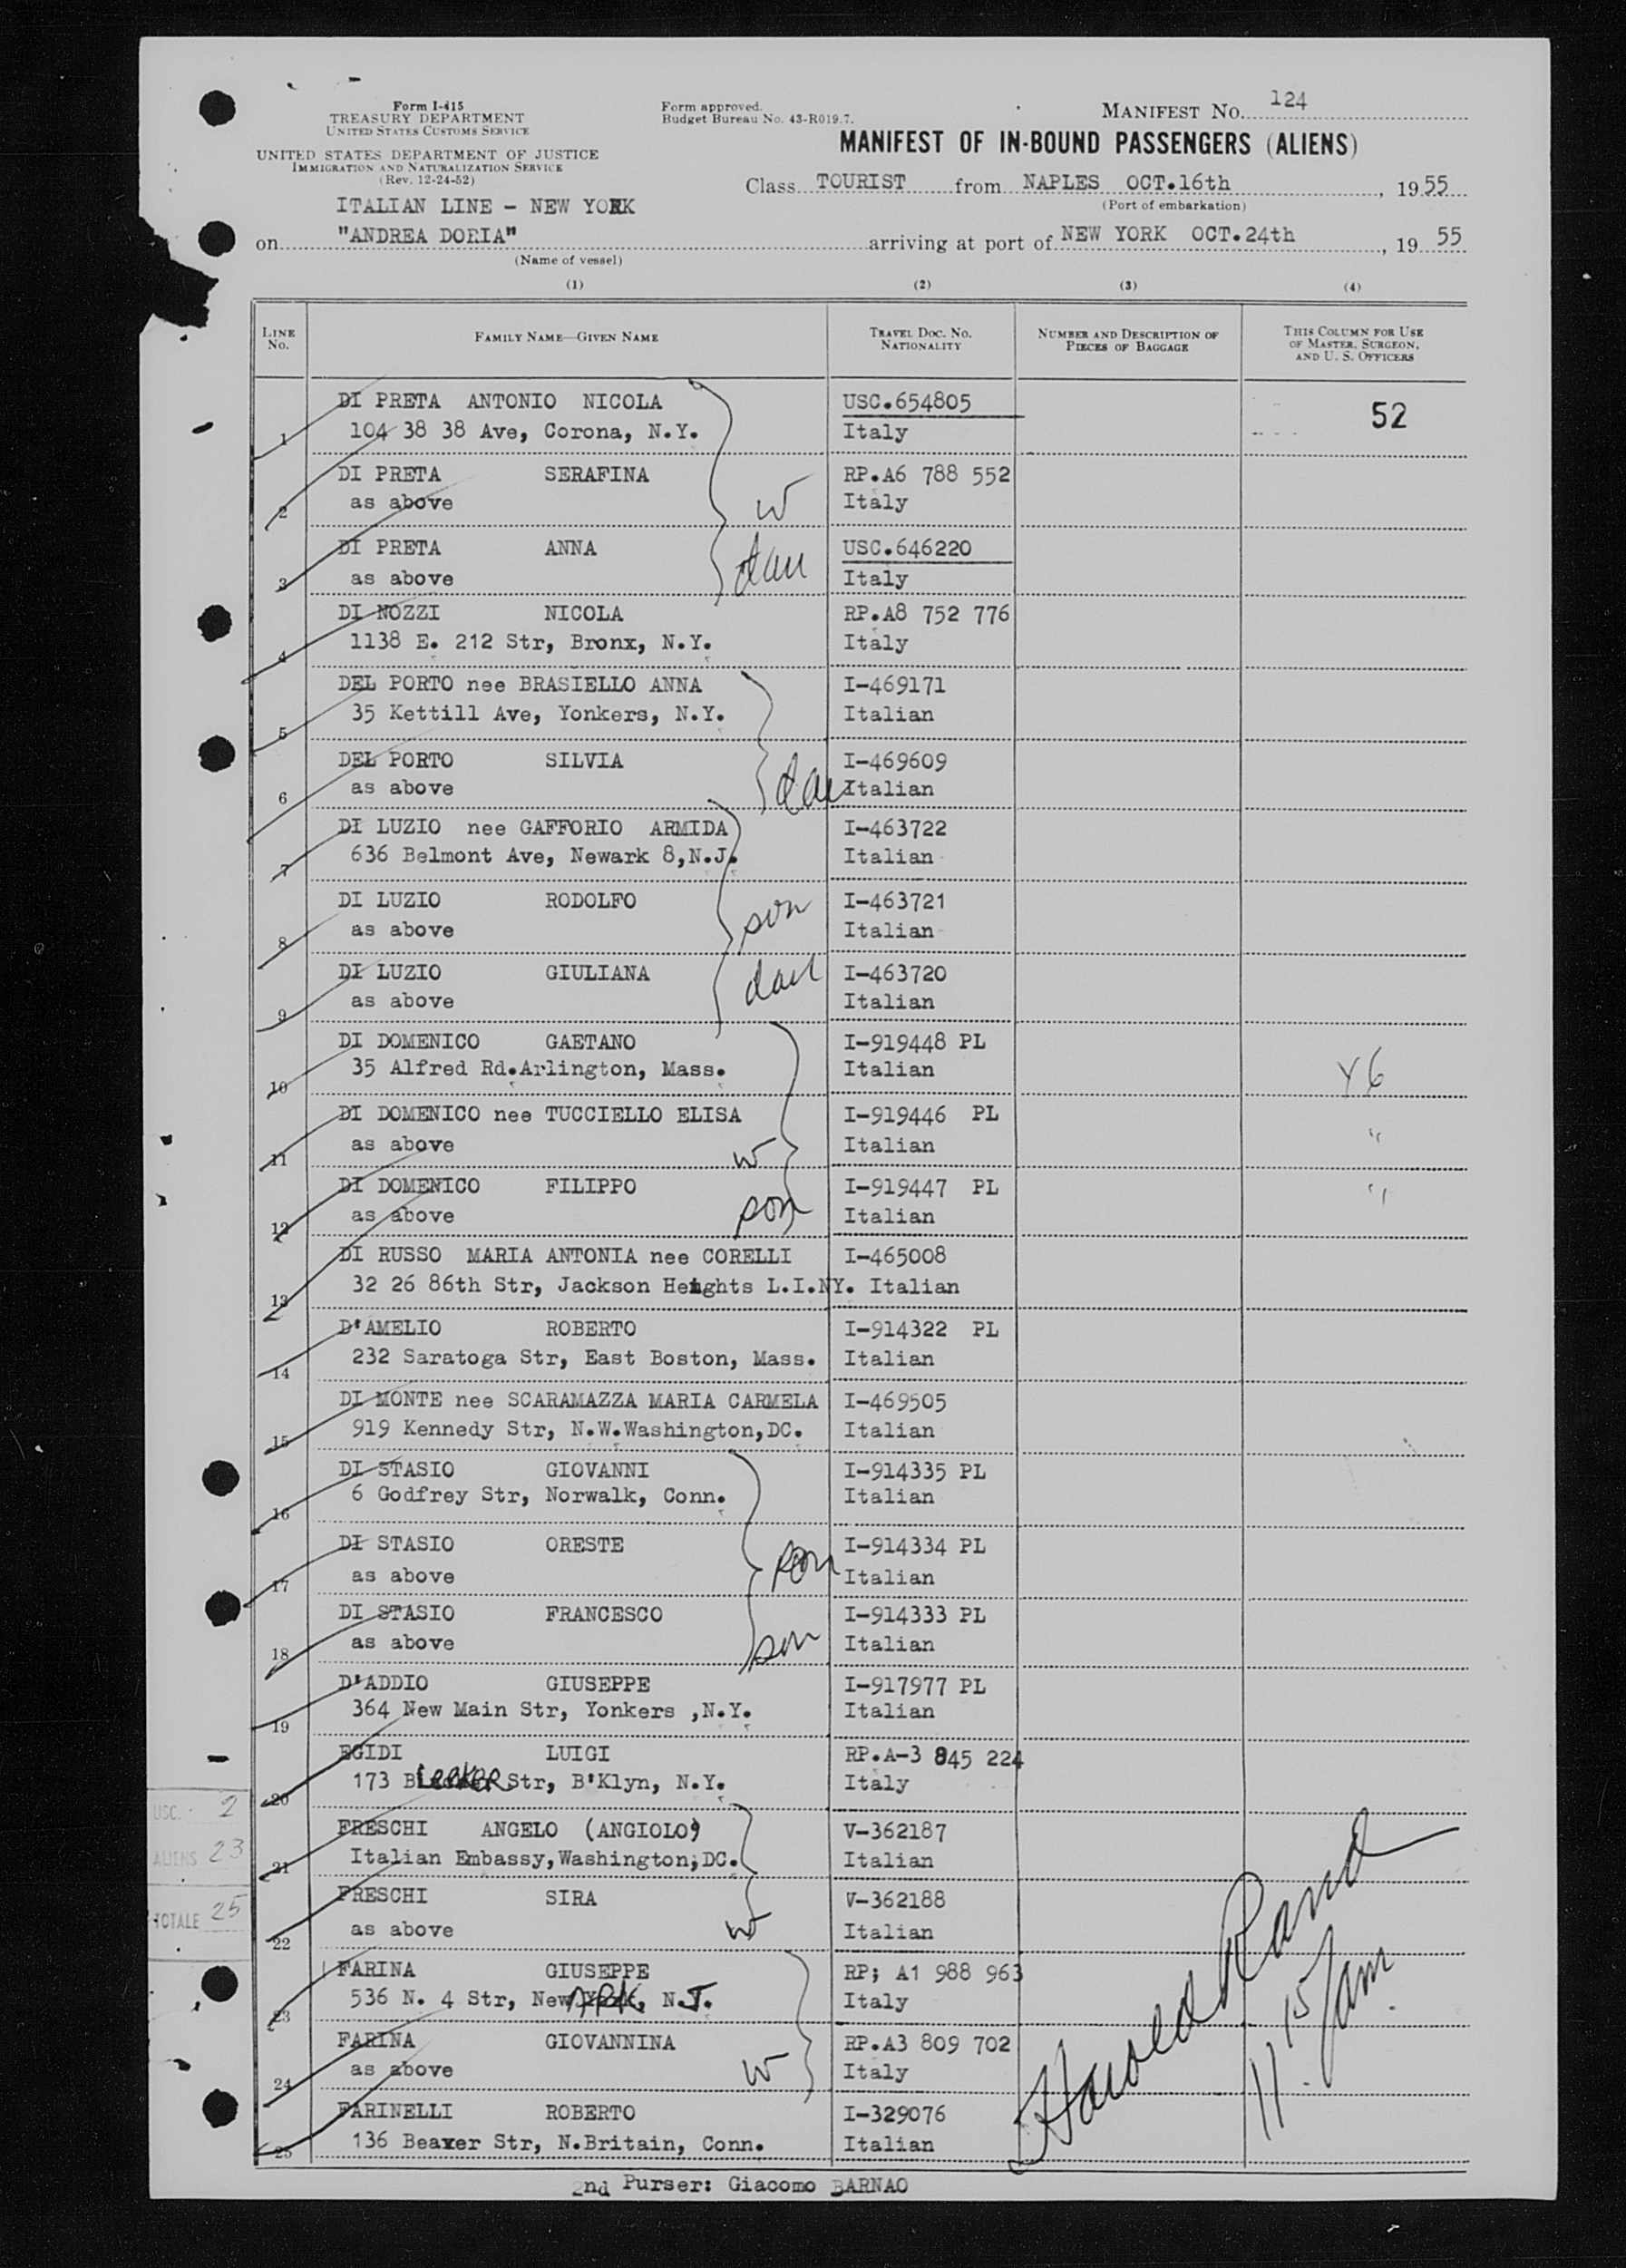 Form I-415
TREASURY DEPARTMENT
UNITED STATES CUSTOMS SERVICE
UNITED STATES DEPARTMENT OF JUSTICE
IMMIGRATION AND NATURALIZATION SERVICE
(Rev. 12-24-52)
Form approved.
Budget Bureau No. 43-R019.7.
MANIFEST NO. 124
MANIFEST OF IN-BOUND PASSENGERS (ALIENS)
Class TOURIST from NAPLES OCT.16th, 1955
(Port of embarkation)
ITALIAN LINE - NEW YORK
on "ANDREA DORIA" arriving at port of NEW YORK OCT.24th, 19 55
(Name of vessel)
(1) (2) (3) (4)
LINE NO. FAMILY NAME—GIVEN NAME TRAVEL DOC. NO. NATIONALITY NUMBER AND DESCRIPTION OF PIECES OF BAGGAGE THIS COLUMN FOR USE OF MASTER, SURGEON, AND U. S. OFFICERS
DI PRETA ANTONIO NICOLA USC.654805 52
1 104 38 38 Ave, Corona, N.Y. Italy
DI PRETA SERAFINA RP.A6 788 552
2 as above w Italy
DI PRETA ANNA dau USC.646220
3 as above Italy
DI NOZZI NICOLA RP.A8 752 776
4 1138 E. 212 Str, Bronx, N.Y. Italy
DEL PORTO nee BRASIELLO ANNA I-469171
5 35 Kettill Ave, Yonkers, N.Y. Italian
DEL PORTO SILVIA I-469609
6 as above dau Italian
DI LUZIO nee GAFFORIO ARMIDA I-463722
7 636 Belmont Ave, Newark 8,N.J. Italian
DI LUZIO RODOLFO son I-463721
8 as above Italian
DI LUZIO GIULIANA dau I-463720
9 as above Italian
DI DOMENICO GAETANO I-919448 PL
10 35 Alfred Rd.Arlington, Mass. Italian Y6
DI DOMENICO nee TUCCIELLO ELISA I-919446 PL
11 as above w Italian "
DI DOMENICO FILIPPO I-919447 PL "
12 as above son Italian
DI RUSSO MARIA ANTONIA nee CORELLI I-465008
13 32 26 86th Str, Jackson Heights L.I.NY. Italian
D'AMELIO ROBERTO I-914322 PL
14 232 Saratoga Str, East Boston, Mass. Italian
DI MONTE nee SCARAMAZZA MARIA CARMELA I-469505
15 919 Kennedy Str, N.W.Washington,DC. Italian
DI STASIO GIOVANNI I-914335 PL
16 6 Godfrey Str, Norwalk, Conn. Italian
DI STASIO ORESTE I-914334 PL
17 as above son Italian
DI STASIO FRANCESCO I-914333 PL
18 as above son Italian
D'ADDIO GIUSEPPE I-917977 PL
19 364 New Main Str, Yonkers ,N.Y. Italian
EGIDI LUIGI RP.A-3 845 224
20 173 BLeeKeR Str, B'Klyn, N.Y. Italy
USC. 2
FRESCHI ANGELO (ANGIOLO) V-362187
ALIENS 23
21 Italian Embassy,Washington,DC. Italian
FRESCHI SIRA V-362188
TOTALE 25
22 as above w Italian
FARINA GIUSEPPE RP; A1 988 963
23 536 N. 4 Str, NewARK, N.J. Italy
FARINA GIOVANNINA RP.A3 809 702
24 as above w Italy
FARINELLI ROBERTO I-329076
25 136 Beaver Str, N.Britain, Conn. Italian
Harold Rand
11 15/am.
2nd Purser: Giacomo BARNAO